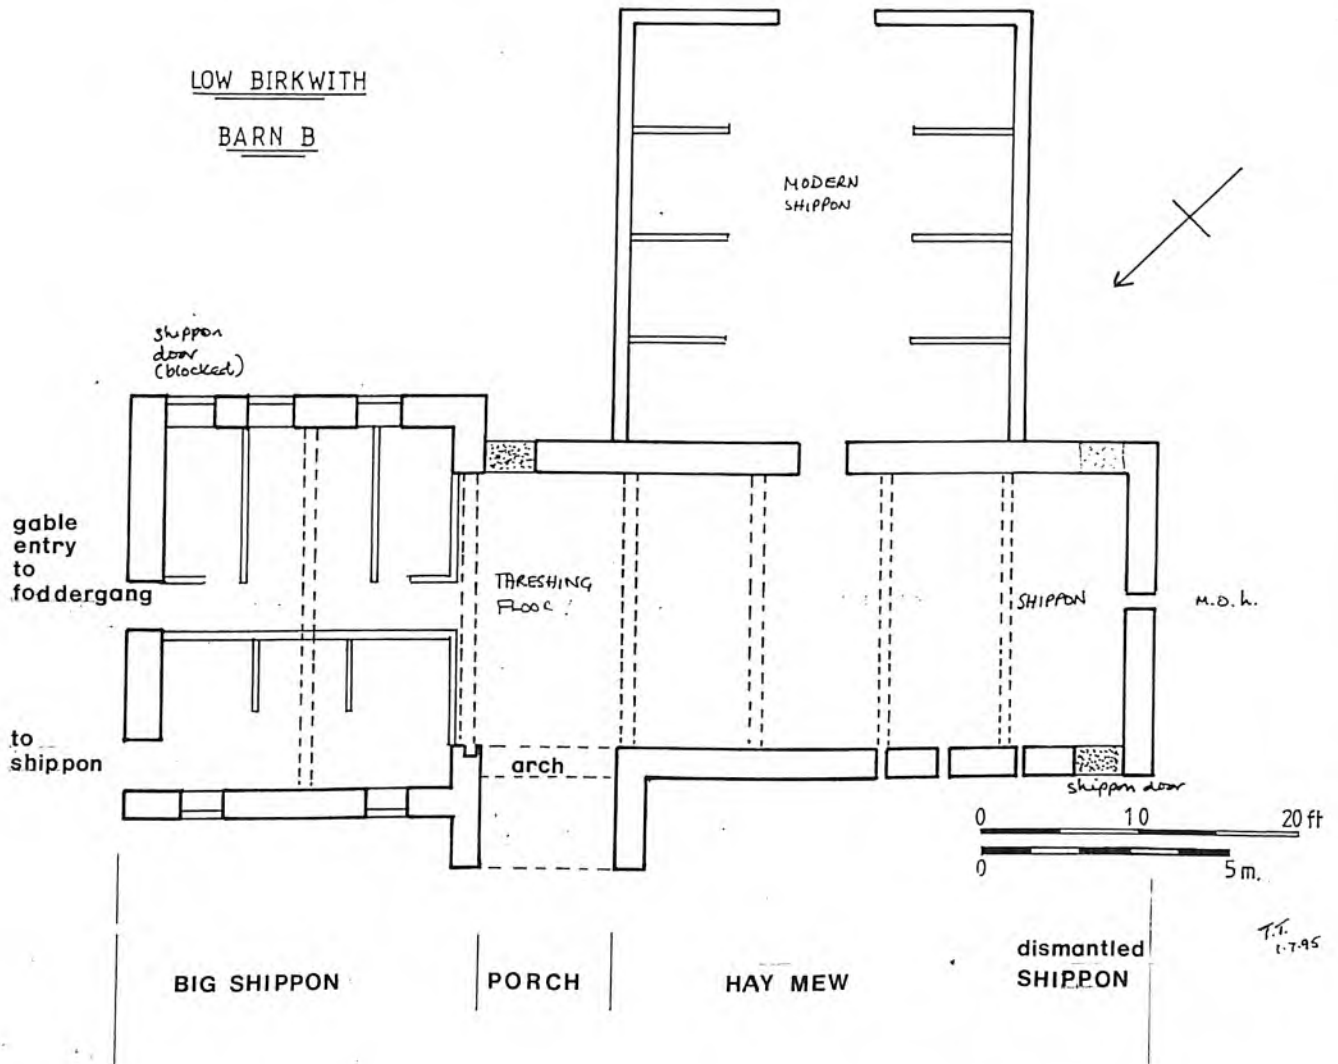 LOW BIRKWITH
BARN B
MODERN
SHIPPON
shippon
door
(blocked)
gable
entry
to
foddergang
THRESHING
FLOOR
SHIPPON
M.O.h.
to
shippon
arch
shippon door
0 10 20 ft
0 5 m.
T.T.
1.7.95
BIG SHIPPON
PORCH
HAY MEW
dismantled
SHIPPON